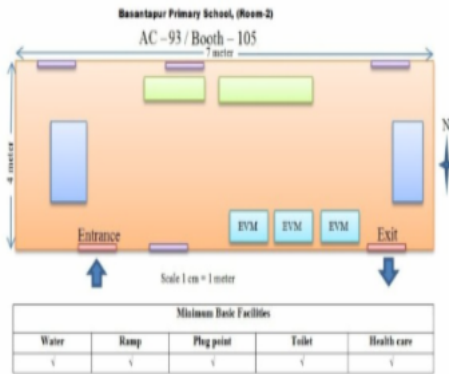 Basantapur Primary School, (Room-2)
AC – 93 / Booth – 105
7 meter
4 meter
N
EVM EVM EVM
Entrance Exit
Scale 1 cm = 1 meter
Minimum Basic Facilities
Water Ramp Plug point Toilet Health care
√ √ √ √ √